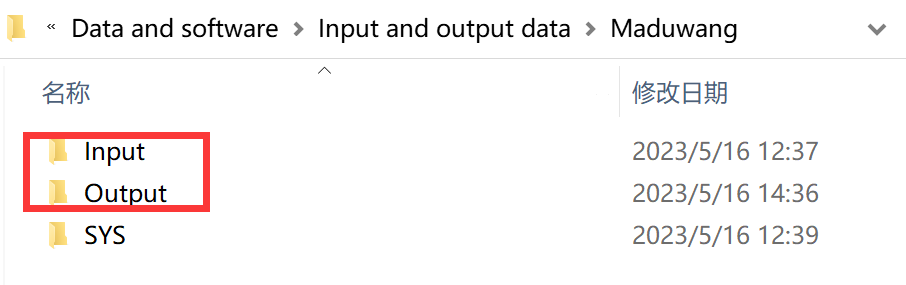 « Data and software > Input and output data > Maduwang
名称 修改日期
Input 2023/5/16 12:37
Output 2023/5/16 14:36
SYS 2023/5/16 12:39